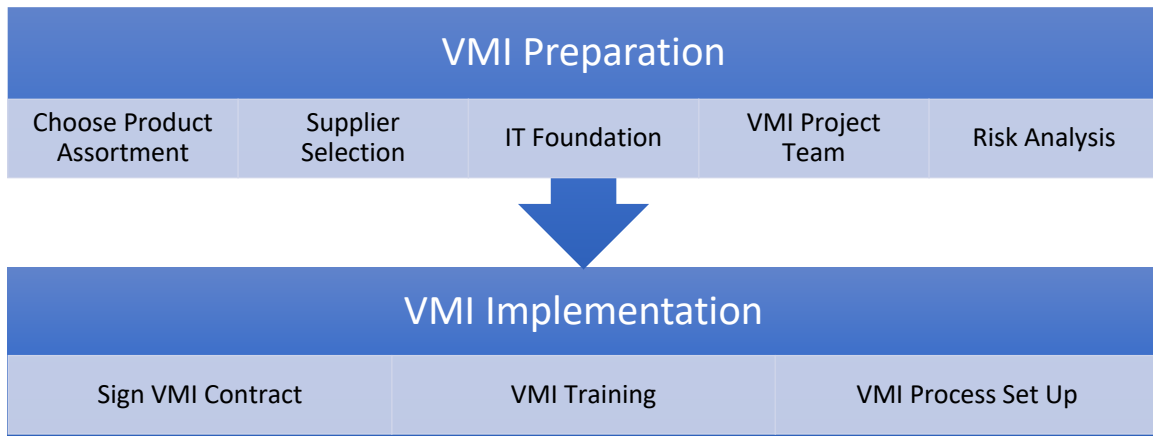 VMI Preparation
Choose Product
Assortment
Supplier
Selection
IT Foundation
VMI Project
Team
Risk Analysis
VMI Implementation
Sign VMI Contract
VMI Training
VMI Process Set Up